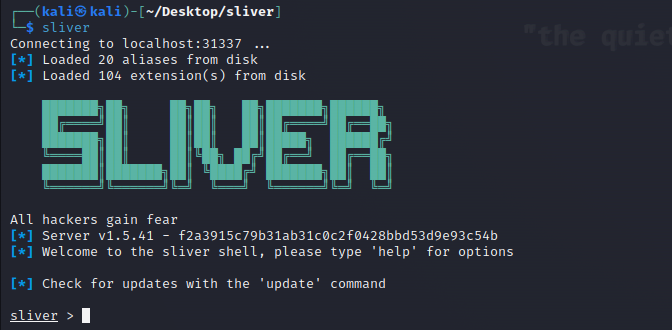 ┌──(kali㉿kali)-[~/Desktop/sliver]
└─$ sliver
"the quiet
Connecting to localhost:31337 ...
[*] Loaded 20 aliases from disk
[*] Loaded 104 extension(s) from disk
SLIVER
All hackers gain fear
[*] Server v1.5.41 - f2a3915c79b31ab31c0c2f0428bbd53d9e93c54b
[*] Welcome to the sliver shell, please type 'help' for options
[*] Check for updates with the 'update' command
sliver >